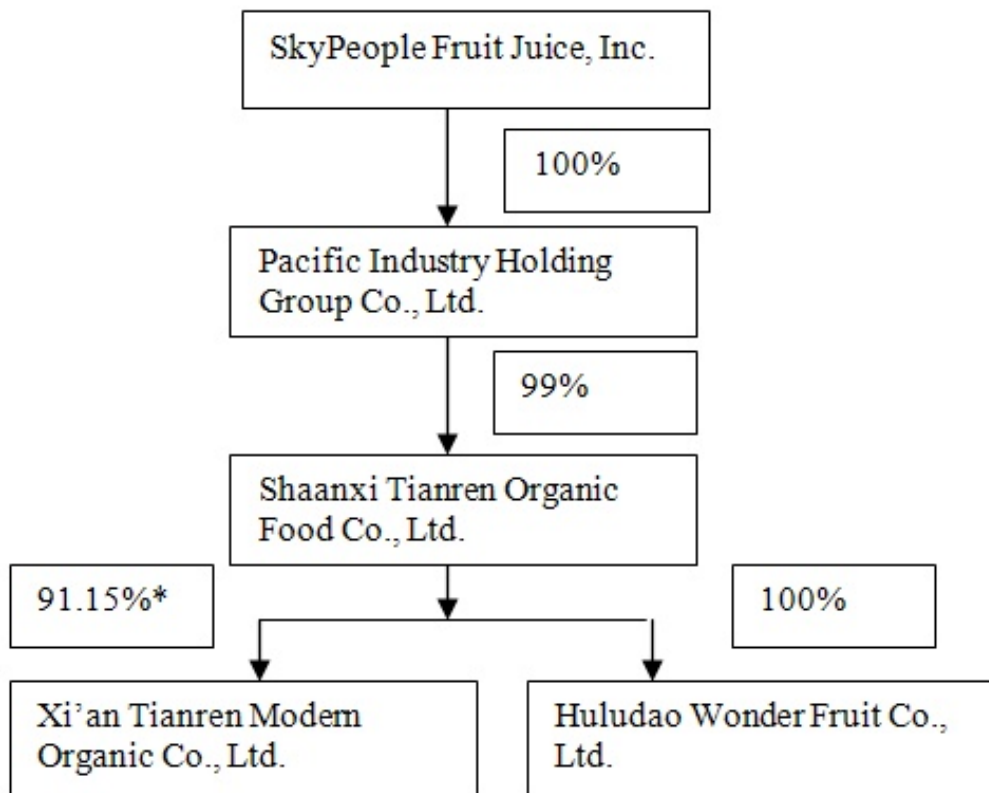 SkyPeople Fruit Juice, Inc.
100%
Pacific Industry Holding
Group Co., Ltd.
99%
Shaanxi Tianren Organic
Food Co., Ltd.
91.15%*
100%
Xi’an Tianren Modern
Organic Co., Ltd.
Huludao Wonder Fruit Co.,
Ltd.